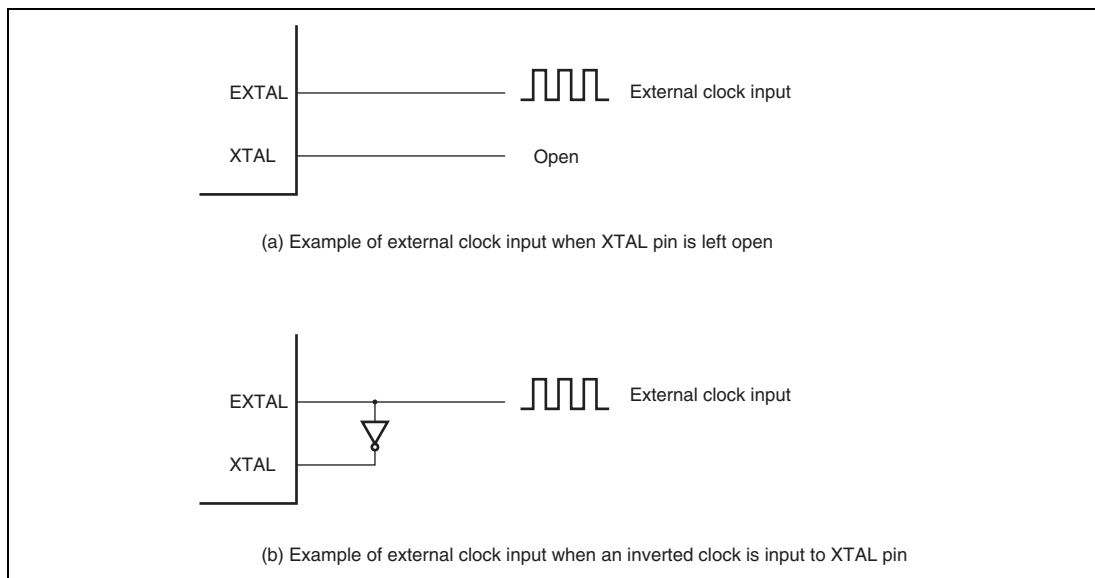 EXTAL
External clock input
XTAL
Open
(a) Example of external clock input when XTAL pin is left open
EXTAL
External clock input
XTAL
(b) Example of external clock input when an inverted clock is input to XTAL pin